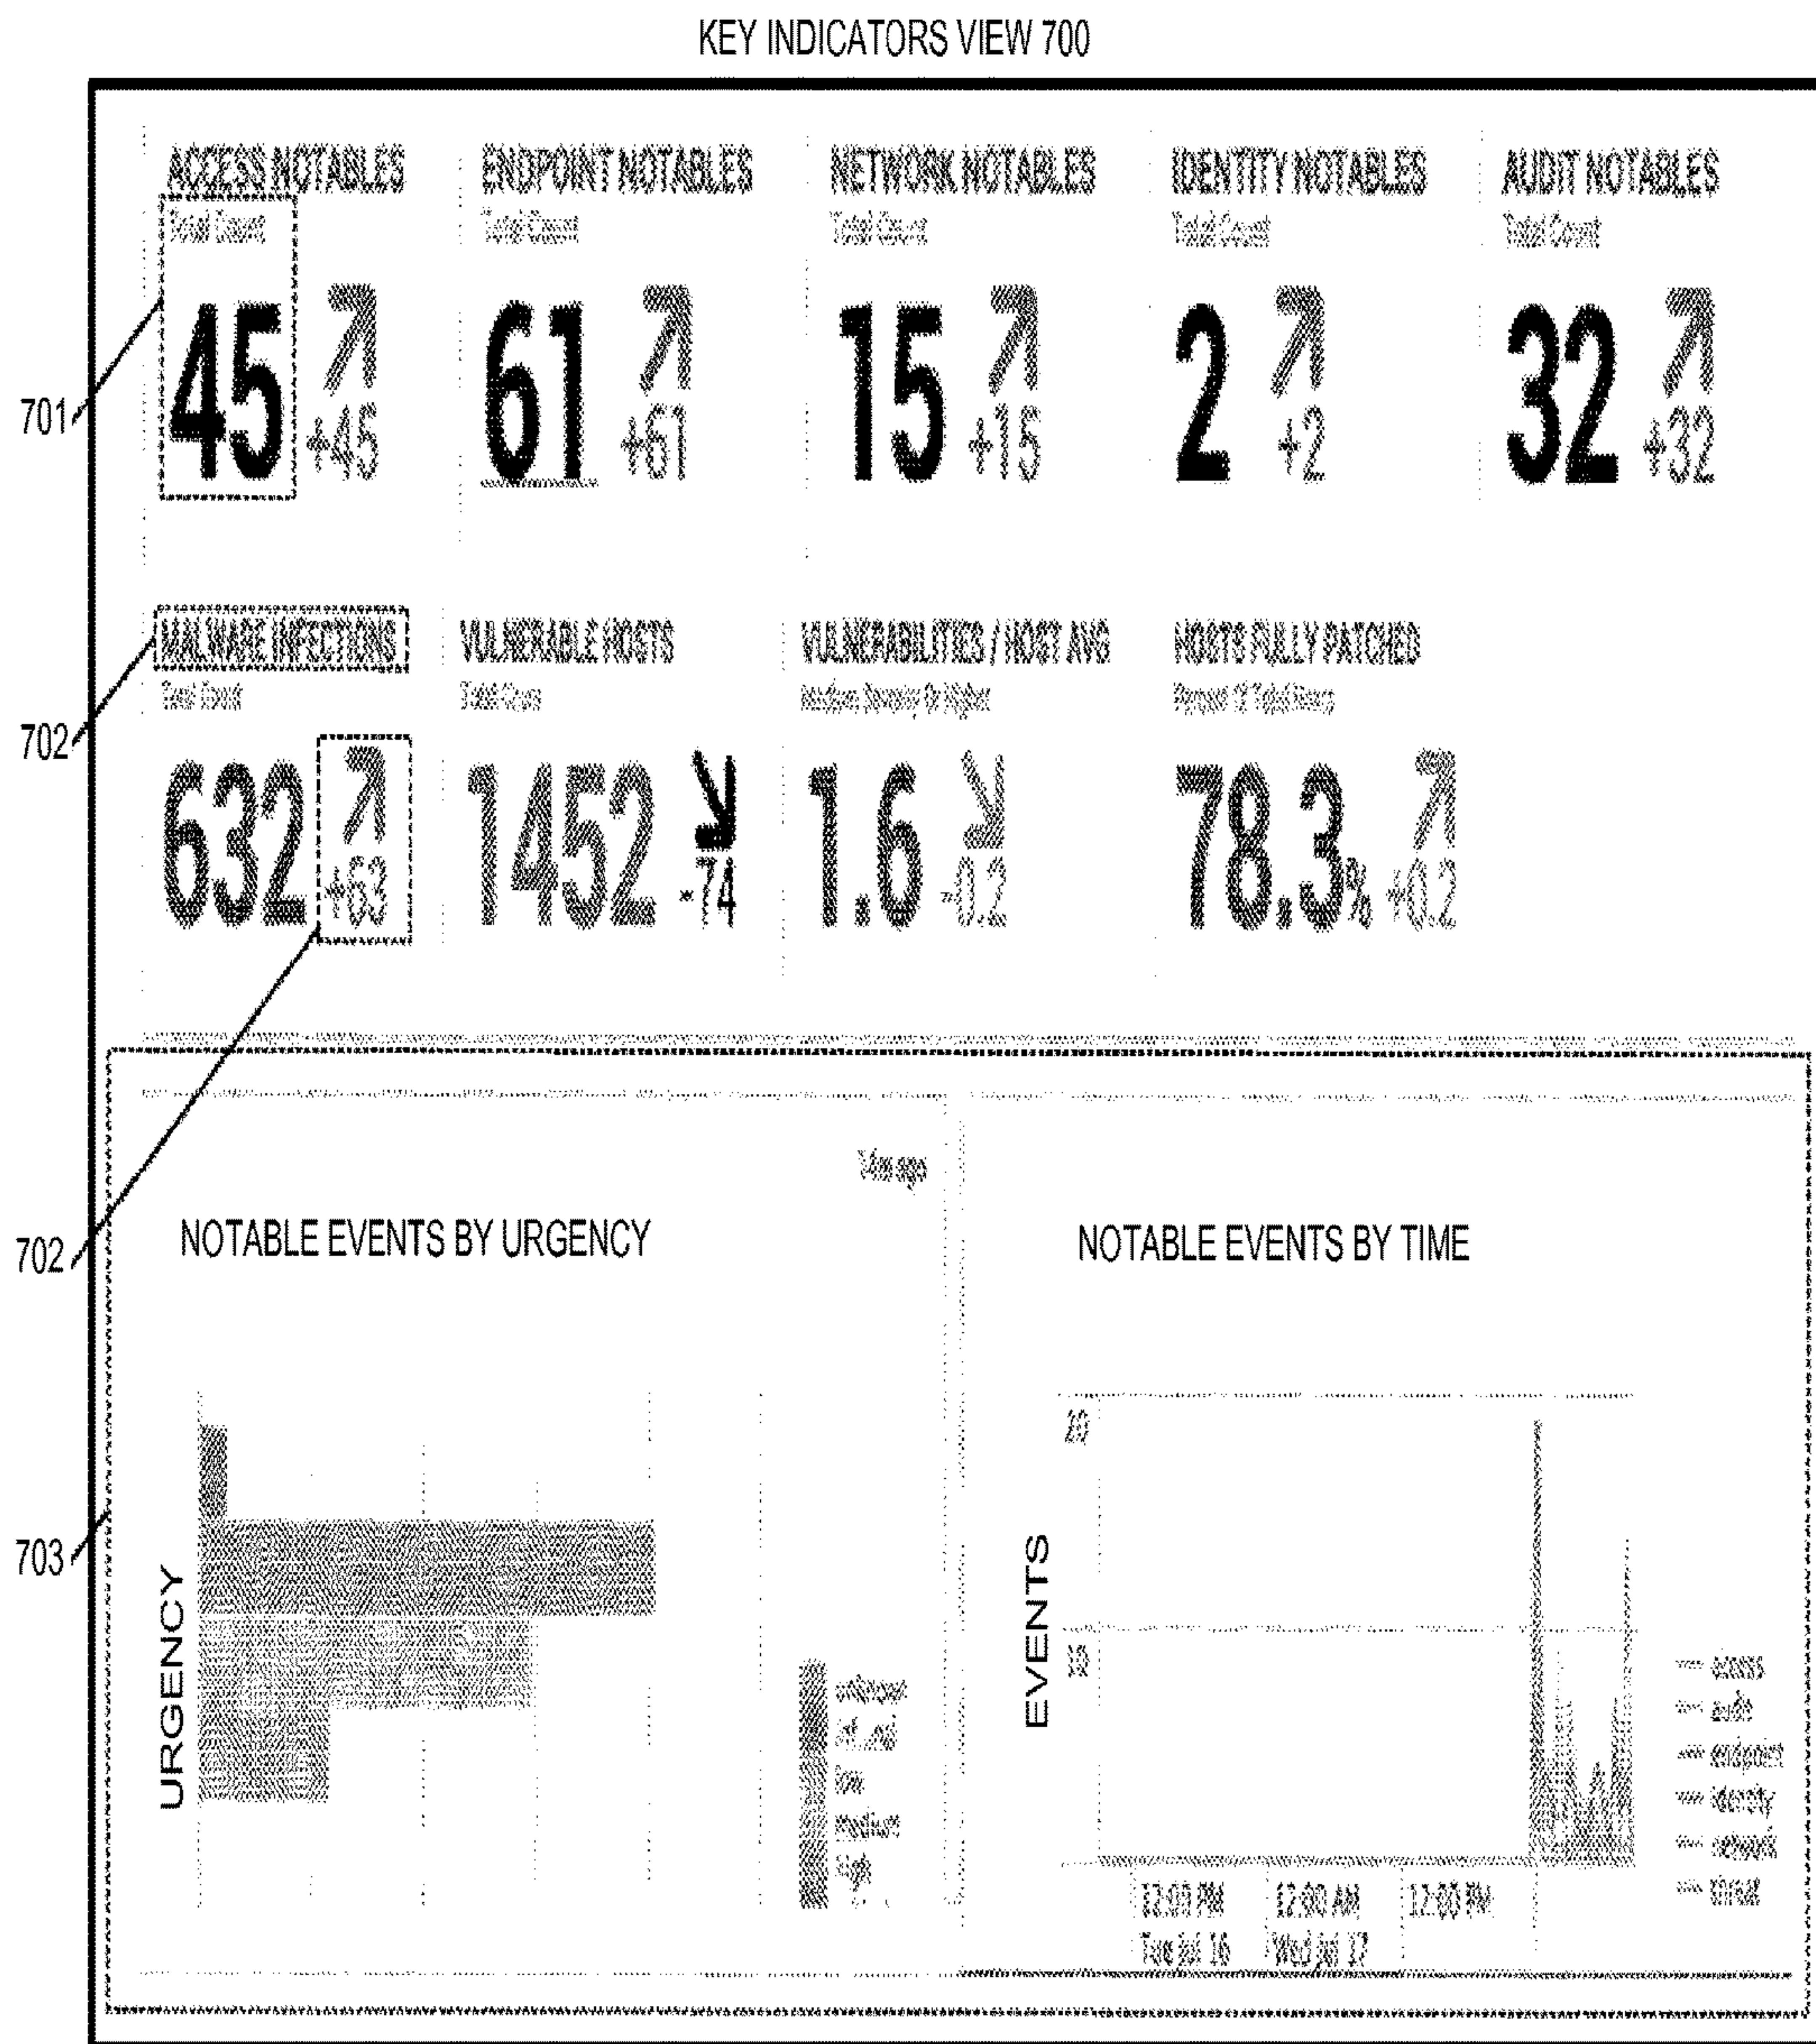 KEY INDICATORS VIEW 700
ACCESS NOTABLES
Total Count
45 +45
ENDPOINT NOTABLES
Total Count
61 +61
NETWORK NOTABLES
Total Count
15 +15
IDENTITY NOTABLES
Total Count
2 +2
AUDIT NOTABLES
Total Count
32 +32
701
MALWARE INFECTIONS
Total Count
632 +63
VULNERABLE HOSTS
Total Count
1452 -74
VULNERABILITIES / HOST AVG
1.6 -0.2
HOSTS FULLY PATCHED
Percent Of Total Hosts
78.3% +0.2
702
702
703
NOTABLE EVENTS BY URGENCY
URGENCY
unknown
low
Medium
high
NOTABLE EVENTS BY TIME
EVENTS
20
10
12:00 PM
Tue Jul 16
12:00 AM
Wed Jul 17
12:00 PM
access
audit
endpoint
identity
network
threat